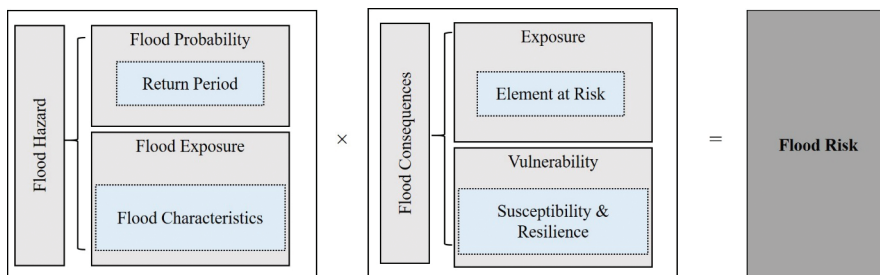 Flood Hazard
Flood Probability
Return Period
Flood Exposure
Flood Characteristics
×
Flood Consequences
Exposure
Element at Risk
Vulnerability
Susceptibility &
Resilience
=
Flood Risk